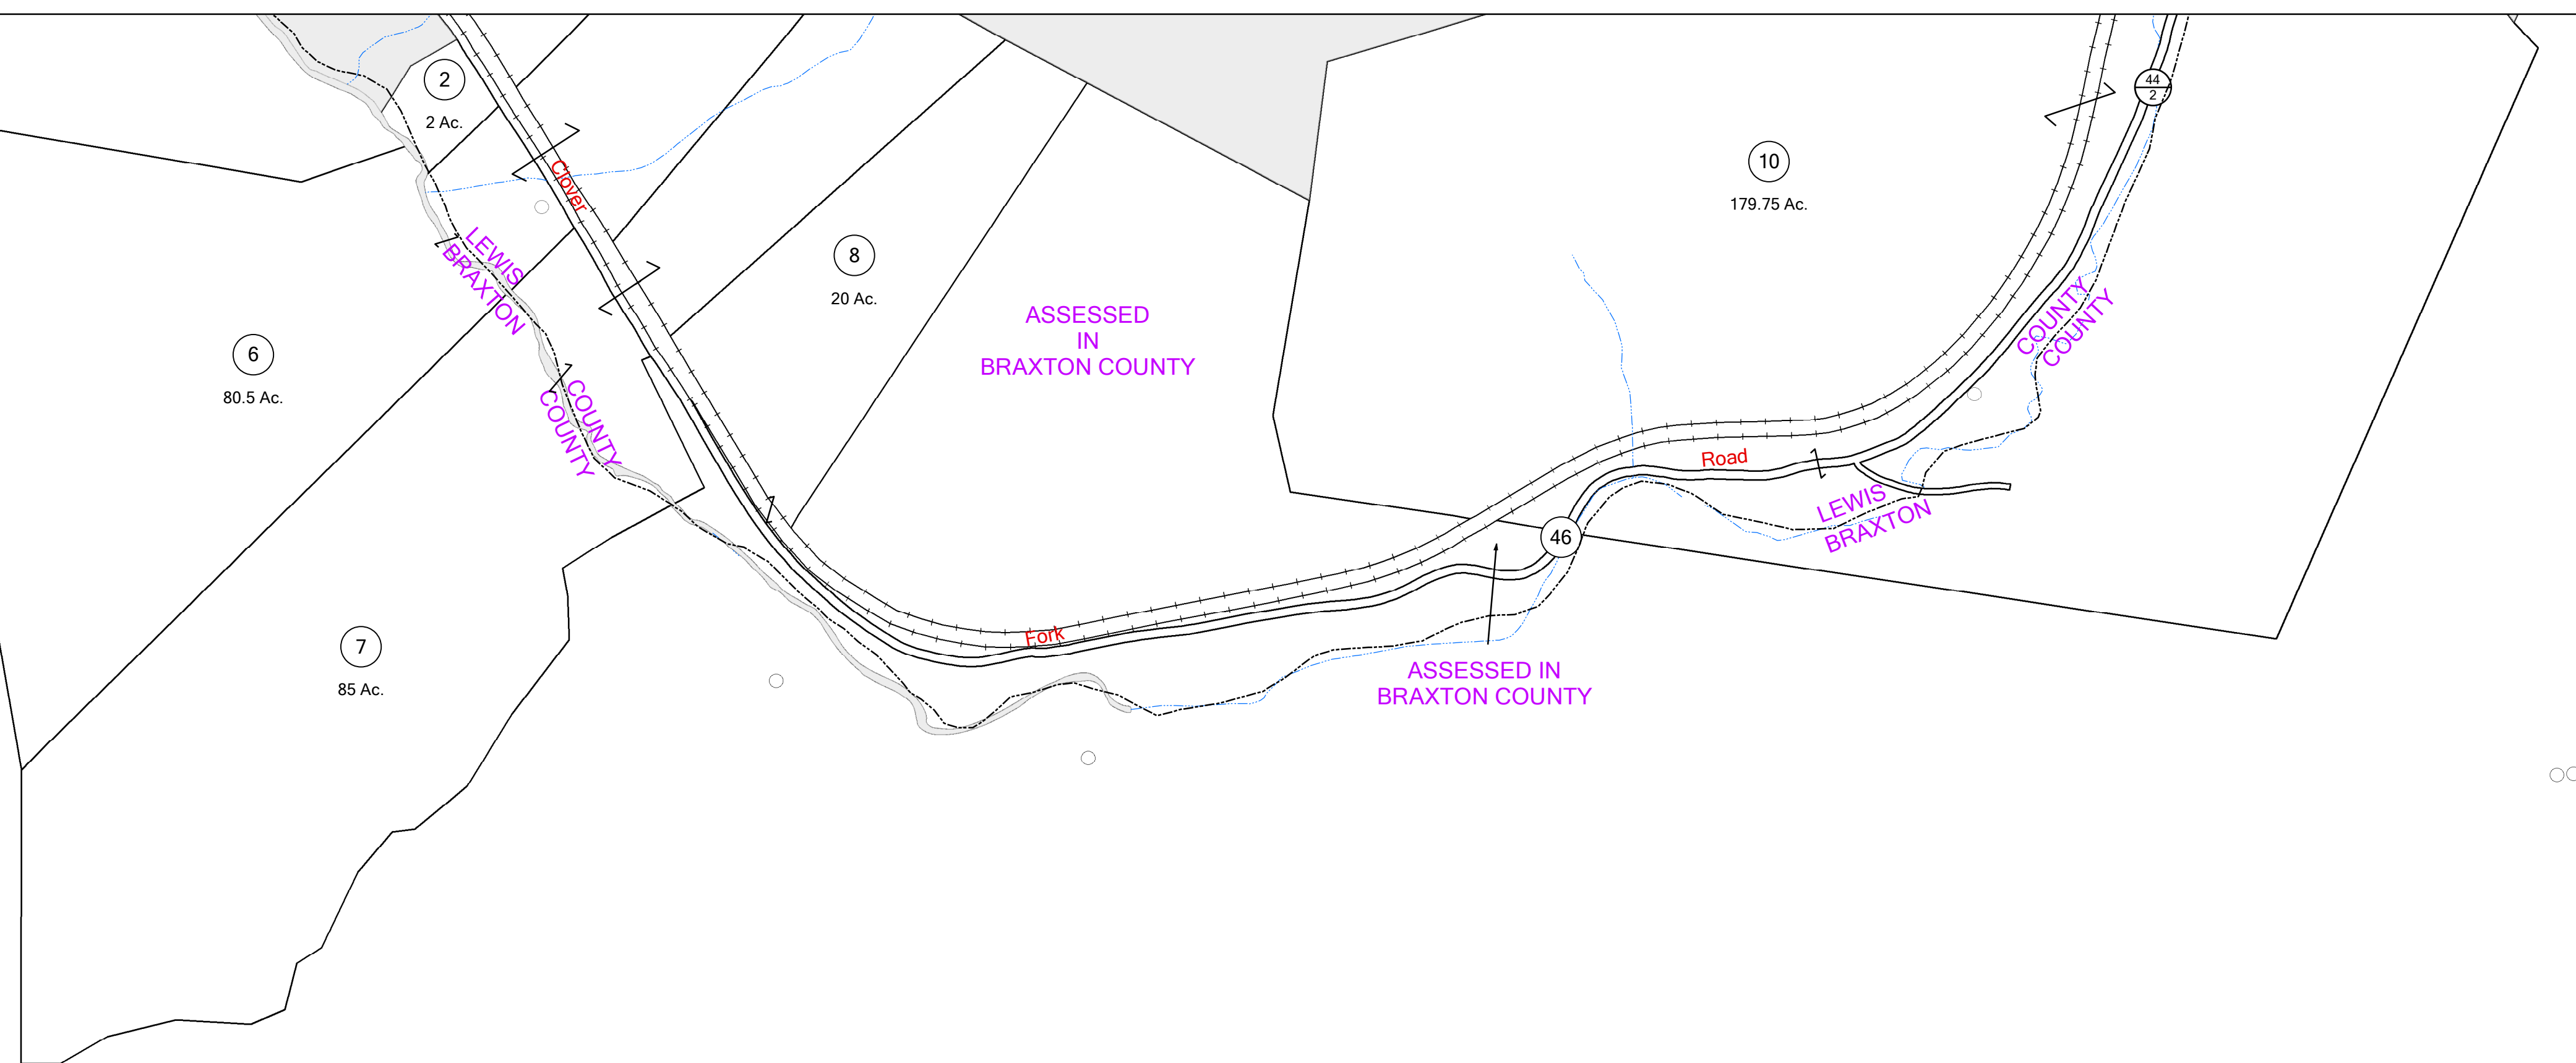 2
2 Ac.
44
2
10
179.75 Ac.
Clover
LEWIS
BRAXTON
8
20 Ac.
ASSESSED
IN
BRAXTON COUNTY
COUNTY
COUNTY
6
80.5 Ac.
COUNTY
COUNTY
Road
LEWIS
BRAXTON
46
Fork
7
85 Ac.
ASSESSED IN
BRAXTON COUNTY